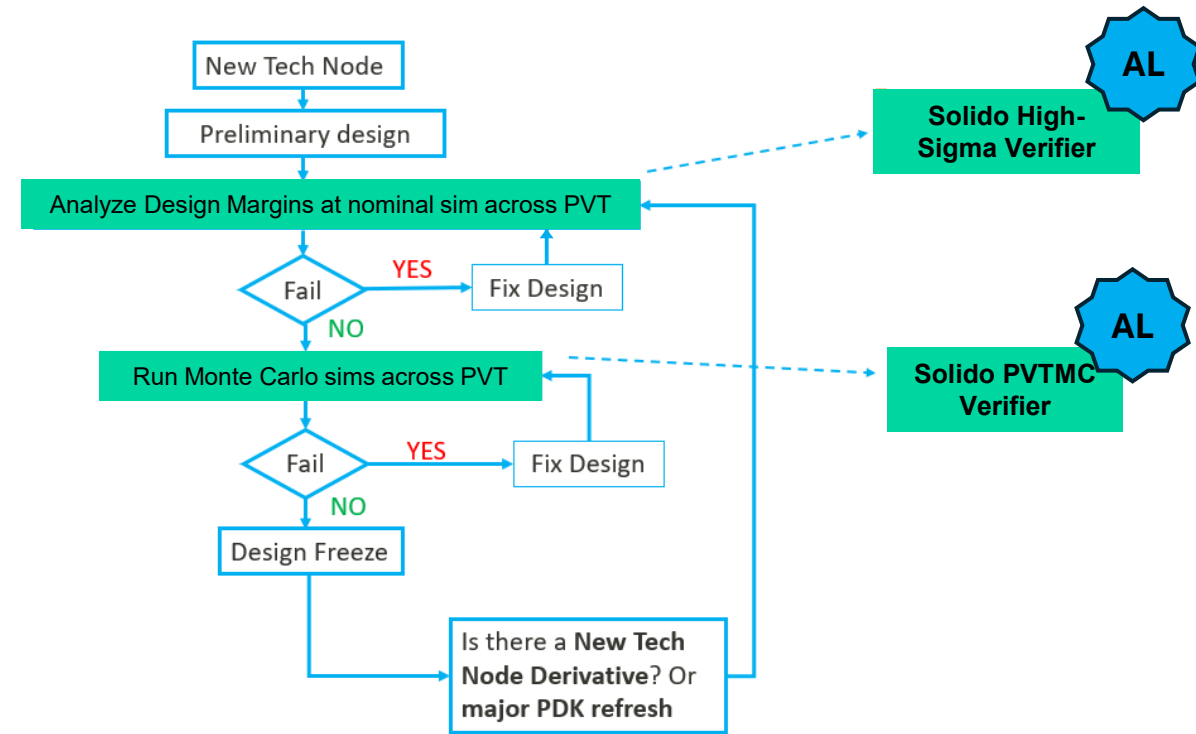 New Tech Node
Preliminary design
Analyze Design Margins at nominal sim across PVT
Fail
YES
Fix Design
NO
Run Monte Carlo sims across PVT
Fail
YES
Fix Design
NO
Design Freeze
Is there a New Tech
Node Derivative? Or
major PDK refresh
AL
Solido High-
Sigma Verifier
AL
Solido PVTMC
Verifier